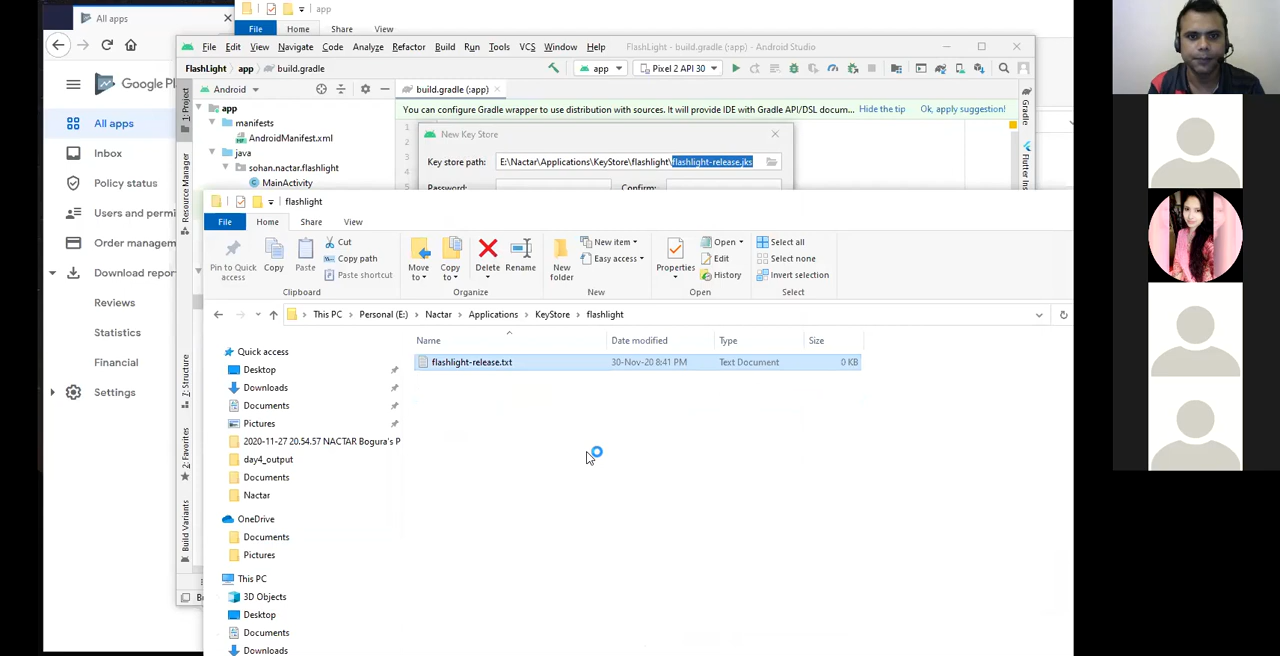 All apps
app
File Home Share View
File Edit View Navigate Code Analyze Refactor Build Run Tools VCS Window Help FlashLight - build.gradle (:app) - Android Studio
FlashLight app build.gradle app Pixel 2 API 30
Google Pl
Android build.gradle (:app)
You can configure Gradle wrapper to use distribution with sources. It will provide IDE with Gradle API/DSL docum... Hide the tip Ok, apply suggestion!
1: Project
Resource Manager
Z: Structure
2: Favorites
Build Variants
Gradle
app
manifests
AndroidManifest.xml
java
sohan.nactar.flashlight
MainActivity
1
2
3
4
5
New Key Store
Key store path: E:\Nactar\Applications\KeyStore\flashlight\flashlight-release.jks
Password: Confirm:
All apps
Inbox
Policy status
Users and permi
Order managem
Download repor
Reviews
Statistics
Financial
Settings
flashlight
File Home Share View
Pin to Quick access
Copy
Paste
Cut
Copy path
Paste shortcut
Clipboard
Move to
Copy to
Delete
Rename
Organize
New folder
New item
Easy access
New
Properties
Open
Edit
History
Open
Select all
Select none
Invert selection
Select
This PC Personal (E:) Nactar Applications KeyStore flashlight
Name Date modified Type Size
flashlight-release.txt 30-Nov-20 8:41 PM Text Document 0 KB
Quick access
Desktop
Downloads
Documents
Pictures
2020-11-27 20.54.57 NACTAR Bogura's P
day4_output
Documents
Nactar
OneDrive
Documents
Pictures
This PC
3D Objects
Desktop
Documents
Downloads